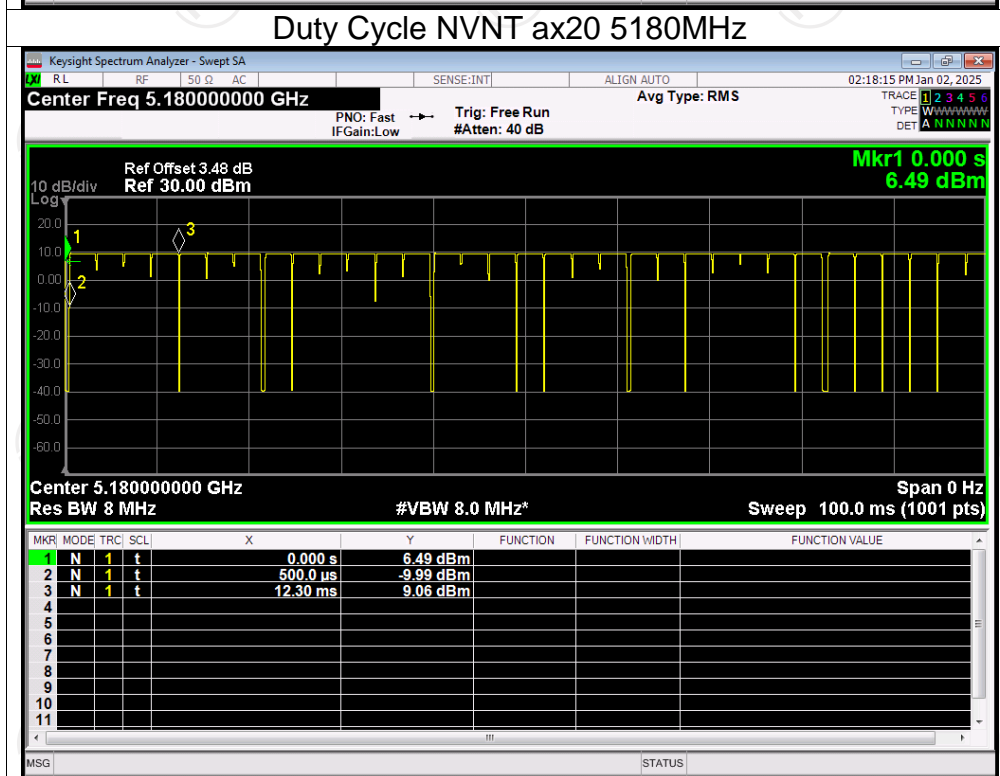 Duty Cycle NVNT ax20 5180MHz
Keysight Spectrum Analyzer - Swept SA
LXI RL RF 50 Ω AC SENSE:INT ALIGN AUTO 02:18:15 PM Jan 02, 2025
Center Freq 5.180000000 GHz Avg Type: RMS TRACE 1 2 3 4 5 6
PNO: Fast Trig: Free Run TYPE WWWWWW
IFGain:Low #Atten: 40 dB DET A N N N N N
Mkr1 0.000 s
Ref Offset 3.48 dB
10 dB/div Ref 30.00 dBm 6.49 dBm
Log
20.0
10.0
0.00
-10.0
-20.0
-30.0
-40.0
-50.0
-60.0
1
2
3
Center 5.180000000 GHz Span 0 Hz
Res BW 8 MHz #VBW 8.0 MHz* Sweep 100.0 ms (1001 pts)
MKR MODE TRC SCL X Y FUNCTION FUNCTION WIDTH FUNCTION VALUE
1 N 1 t 0.000 s 6.49 dBm
2 N 1 t 500.0 µs -9.99 dBm
3 N 1 t 12.30 ms 9.06 dBm
4
5
6
7
8
9
10
11
MSG STATUS